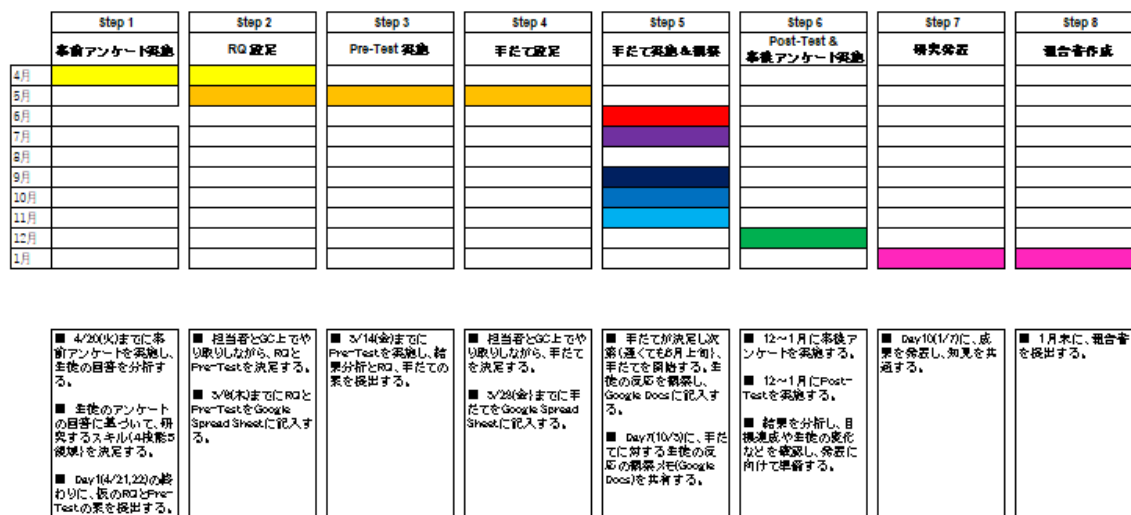 Step 1
Step 2
Step 3
Step 4
Step 5
Step 6
Step 7
Step 8
事前アンケート実施
RQ 設定
Pre-Test 実施
手だて設定
手だて実施&観察
Post-Test &
事後アンケート実施
研究発表
報告書作成
4月
5月
6月
7月
8月
9月
10月
11月
12月
1月
■ 4/20(火)までに事
前アンケートを実施し、
生徒の回答を分析す
る。
■ 生徒のアンケート
の回答に基づいて、研
究するスキル(4技能5
領域)を決定する。
■ Day1(4/21,22)の終
わりに、仮のRQとPre-
Testの案を提出する。
■ 担当者とGC上でや
り取りしながら、RQと
Pre-Testを決定する。
■ 5/6(木)までにRQと
Pre-TestをGoogle
Spread Sheetに記入す
る。
■ 5/14(金)までに
Pre-Testを実施し、結
果分析とRQ、手だての
案を提出する。
■ 担当者とGC上でや
り取りしながら、手だて
を決定する。
■ 5/28(金)までに手
だてをGoogle Spread
Sheetに記入する。
■ 手だてが決定し次
第(遅くても6月上旬)、
手だてを開始する。生
徒の反応を観察し、
Google Docsに記入す
る。
■ Day7(10/5)に、手だ
てに対する生徒の反
応の観察メモ(Google
Docs)を共有する。
■ 12~1月に事後ア
ンケートを実施する。
■ 12~1月にPost-
Testを実施する。
■ 結果を分析し、目
標達成や生徒の変化
などを確認し、発表に
向けて準備する。
■ Day10(1/7)に、成
果を発表し、知見を共
有する。
■ 1月末に、報告書
を提出する。